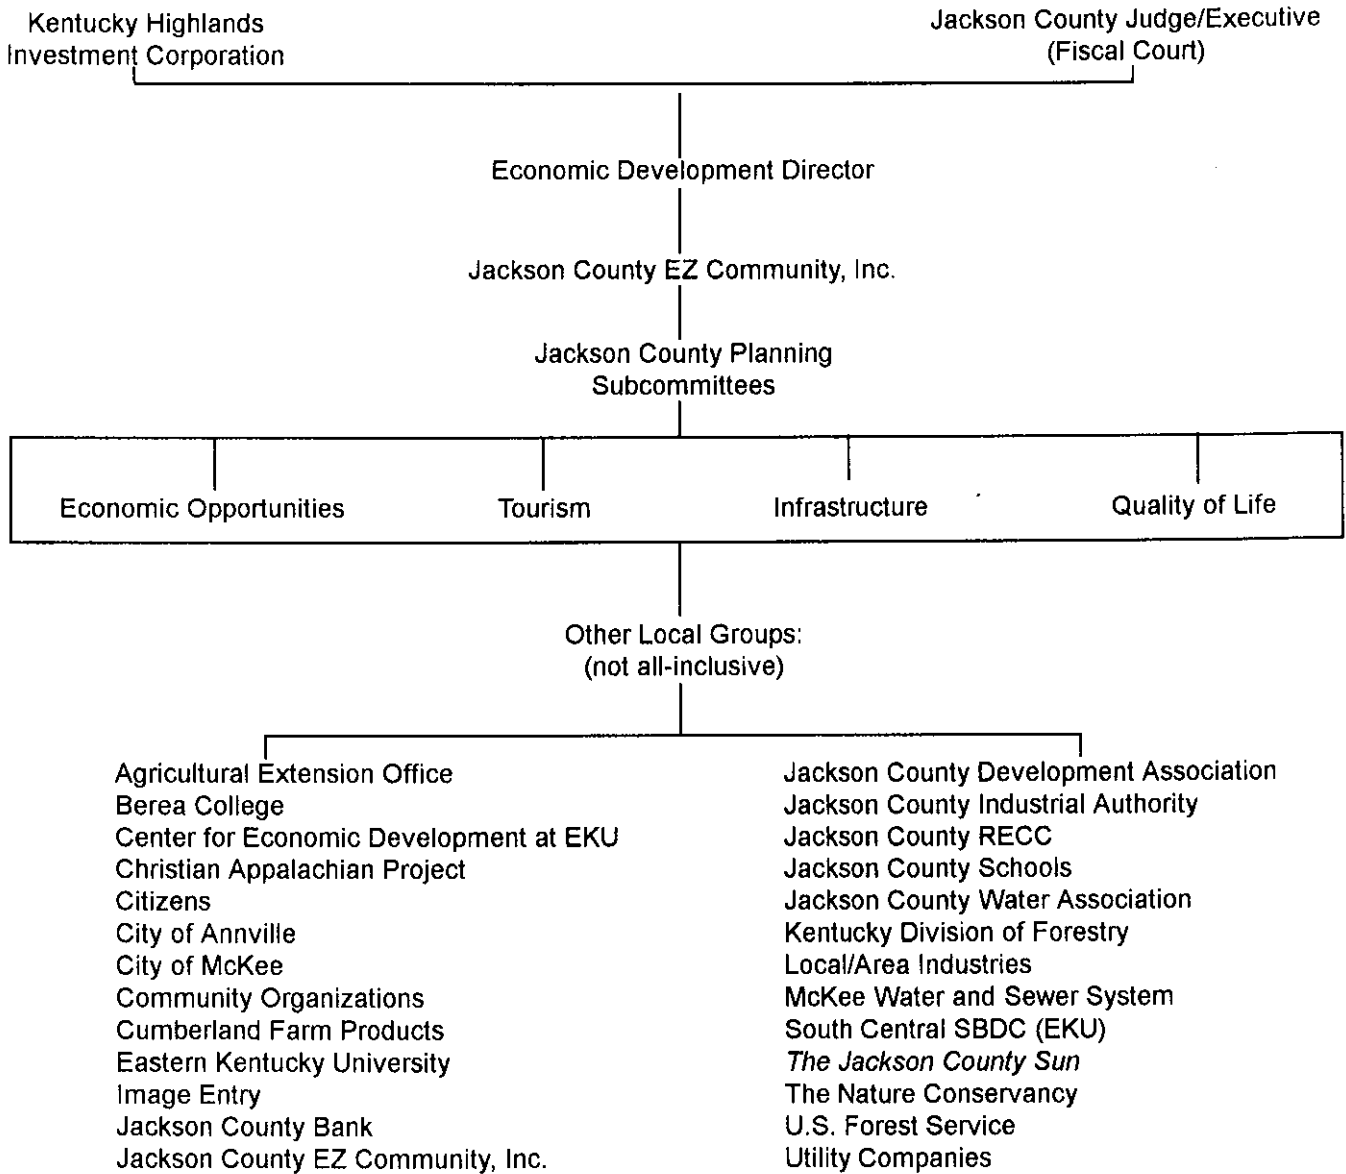 Kentucky Highlands
Investment Corporation
Jackson County Judge/Executive
(Fiscal Court)
Economic Development Director
Jackson County EZ Community, Inc.
Jackson County Planning
Subcommittees
Economic Opportunities
Tourism
Infrastructure
Quality of Life
Other Local Groups:
(not all-inclusive)
Agricultural Extension Office
Berea College
Center for Economic Development at EKU
Christian Appalachian Project
Citizens
City of Annville
City of McKee
Community Organizations
Cumberland Farm Products
Eastern Kentucky University
Image Entry
Jackson County Bank
Jackson County EZ Community, Inc.
Jackson County Development Association
Jackson County Industrial Authority
Jackson County RECC
Jackson County Schools
Jackson County Water Association
Kentucky Division of Forestry
Local/Area Industries
McKee Water and Sewer System
South Central SBDC (EKU)
The Jackson County Sun
The Nature Conservancy
U.S. Forest Service
Utility Companies